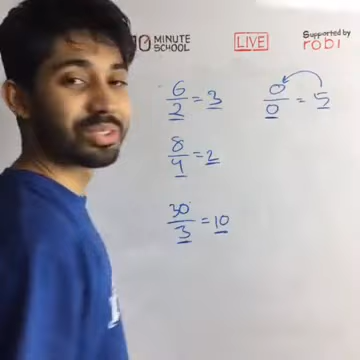 10 MINUTE
SCHOOL
LIVE
Supported by
robi
6/2 = 3
0/0 = 5
8/4 = 2
30/3 = 10